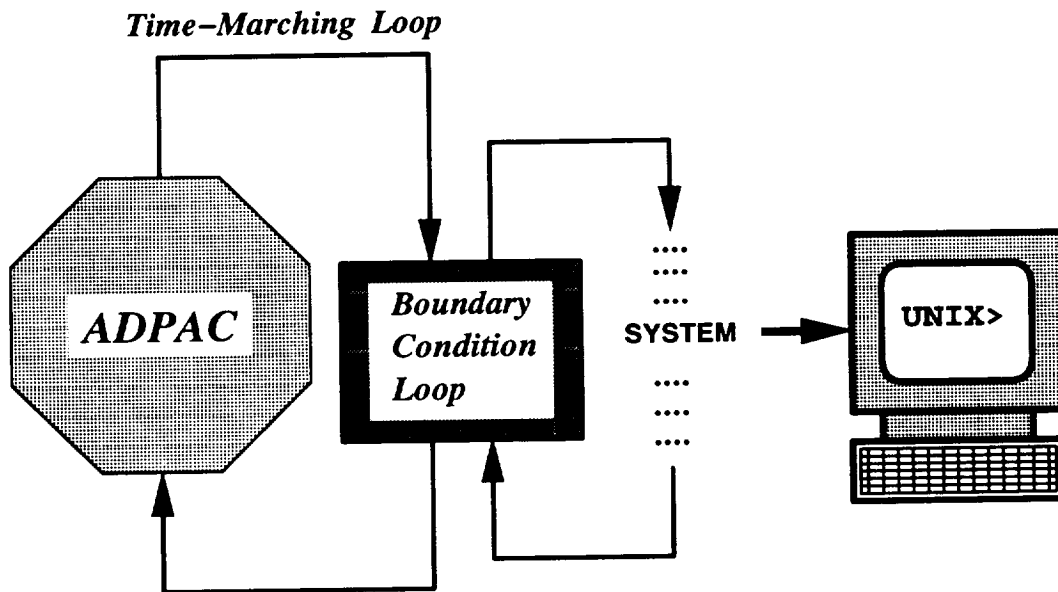 Time-Marching Loop
ADPAC
Boundary
Condition
Loop
....
....
....
SYSTEM
....
....
....
UNIX>